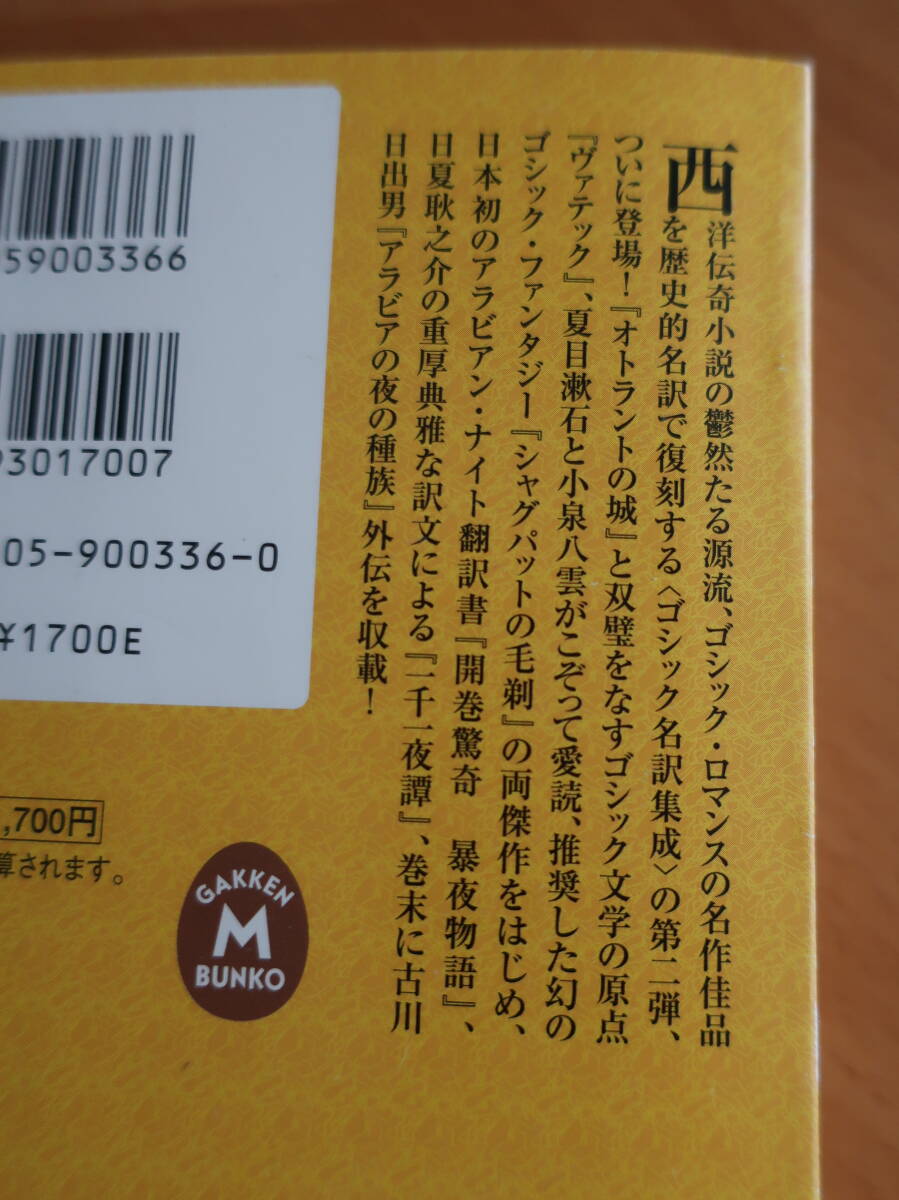 西洋伝奇小説の鬱然たる源流、ゴシック・ロマンスの名作佳品
を歴史的名訳で復刻する〈ゴシック名訳集成〉の第二弾、
ついに登場！『オトラントの城』と双璧をなすゴシック文学の原点
『ヴァテック』、夏目漱石と小泉八雲がこぞって愛読、推奨した幻の
ゴシック・ファンタジー『シャグパットの毛剃』の両傑作をはじめ、
日本初のアラビアン・ナイト翻訳書『開巻驚奇　暴夜物語』、
日夏耿之介の重厚典雅な訳文による『一千一夜譚』、巻末に古川
日出男『アラビアの夜の種族』外伝を収載！
59003366
93017007
05-900336-0
¥1700E
,700円
算されます。
GAKKEN
M
BUNKO